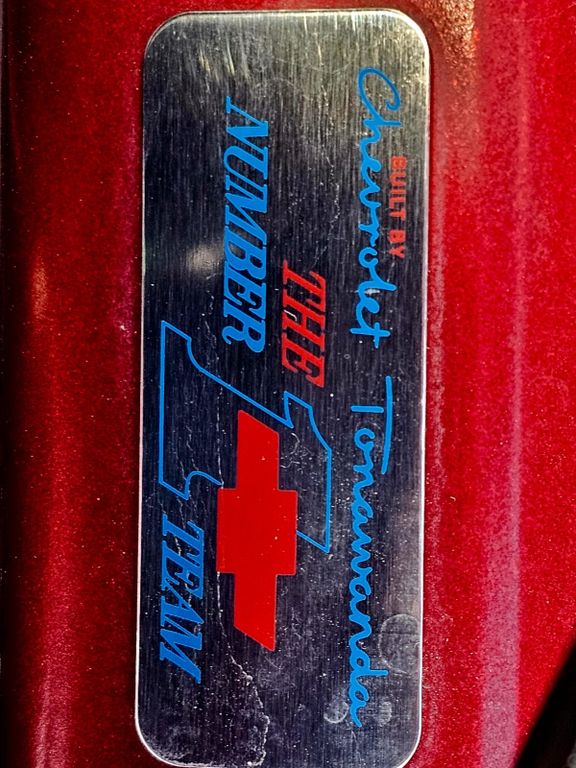 BUILT BY
Chevrolet Tonawanda
THE
NUMBER 1 TEAM